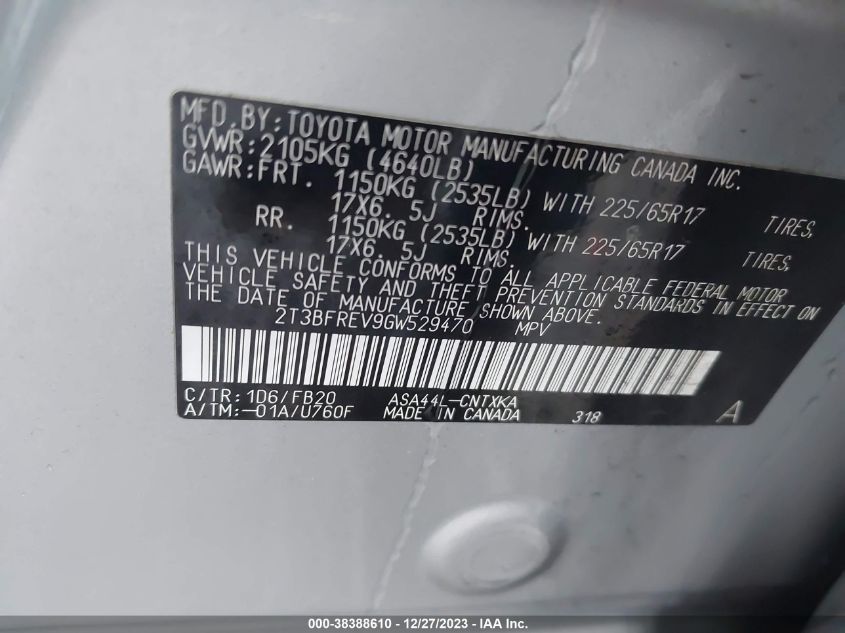 MFD. BY: TOYOTA MOTOR MANUFACTURING CANADA INC.
GVWR: 2105KG (4640LB)
GAWR: FRT. 1150KG (2535LB) WITH 225/65R17 TIRES,
17X6. 5J RIMS.
RR. 1150KG (2535LB) WITH 225/65R17 TIRES,
17X6. 5J RIMS.
THIS VEHICLE CONFORMS TO ALL APPLICABLE FEDERAL MOTOR
VEHICLE SAFETY AND THEFT PREVENTION STANDARDS IN EFFECT ON
THE DATE OF MANUFACTURE SHOWN ABOVE.
2T3BFREV9GW529470 MPV
C/TR: 1D6/FB20 ASA44L-CNTXKA
A/TM: -01A/U760F MADE IN CANADA 318 A
000-38388610 - 12/27/2023 - IAA Inc.